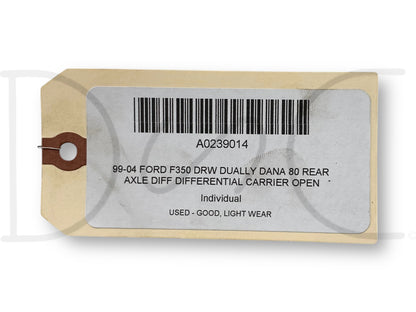 A0239014
99-04 FORD F350 DRW DUALLY DANA 80 REAR
AXLE DIFF DIFFERENTIAL CARRIER OPEN
Individual
USED - GOOD, LIGHT WEAR